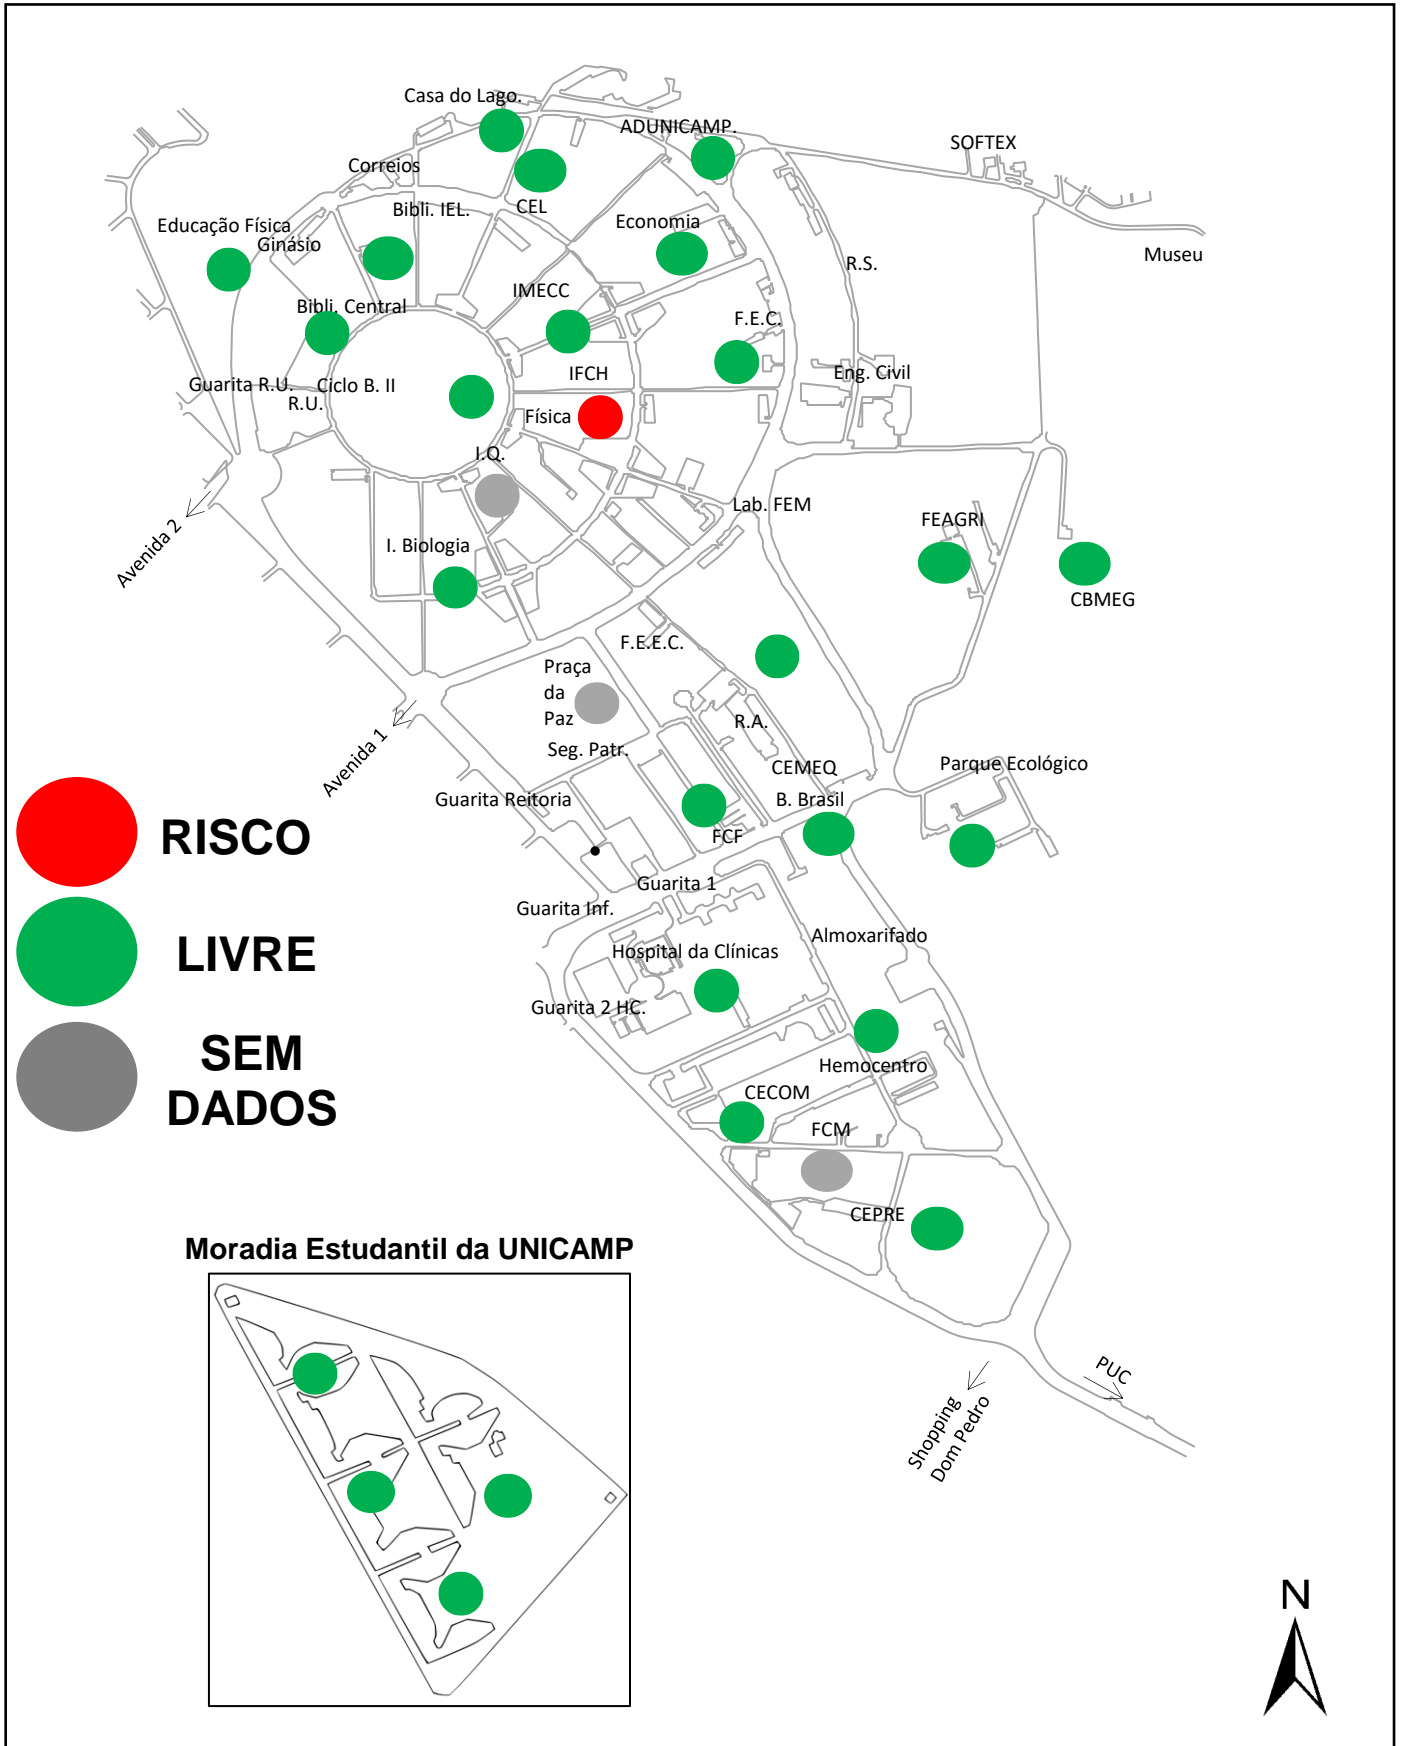 Casa do Lago.
ADUNICAMP.
SOFTEX
Correios
Bibli. IEL.
CEL
Educação Física
Ginásio
Economia
Museu
R.S.
IMECC
Bibli. Central
F.E.C.
IFCH
Eng. Civil
Guarita R.U.
Ciclo B. II
R.U.
Física
I.Q.
Lab. FEM
FEAGRI
Avenida 2
I. Biologia
CBMEG
F.E.E.C.
Praça
da
Paz
R.A.
Avenida 1
Seg. Patr.
CEMEQ
Parque Ecológico
Guarita Reitoria
B. Brasil
FCF
RISCO
Guarita 1
Guarita Inf.
LIVRE
Almoxarifado
Hospital da Clínicas
Guarita 2 HC.
SEM
DADOS
Hemocentro
CECOM
FCM
CEPRE
Moradia Estudantil da UNICAMP
PUC
Shopping
Dom Pedro
N